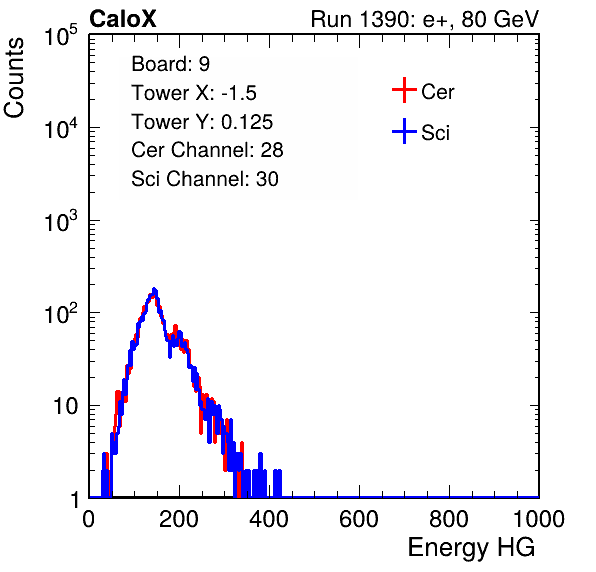 CaloX Run 1390: e+, 80 GeV
Counts
Board: 9
Tower X: -1.5
Tower Y: 0.125
Cer Channel: 28
Sci Channel: 30
Cer
Sci
10^5
10^4
10^3
10^2
10
1
0 200 400 600 800 1000
Energy HG